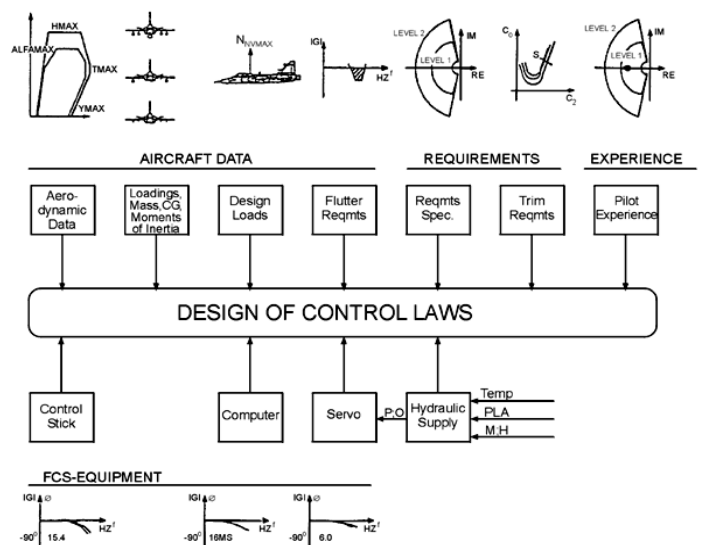 HMAX
ALFAMAX
TMAX
YMAX
N NVMAX
IGI
HZ f
LEVEL 2
LEVEL 1
IM
RE
C0
S
C2
LEVEL 2
LEVEL 1
IM
RE
AIRCRAFT DATA
REQUIREMENTS
EXPERIENCE
Aero-
dynamic
Data
Loadings,
Mass,CG,
Moments
of Inertia
Design
Loads
Flutter
Reqmts
Reqmts
Spec.
Trim
Reqmts
Pilot
Experience
DESIGN OF CONTROL LAWS
Control
Stick
Computer
Servo
P;O
Hydraulic
Supply
Temp
PLA
M;H
FCS-EQUIPMENT
IGI ⌀
HZ f
-90° 15.4
IGI ⌀
HZ f
-90° 16MS
IGI ⌀
HZ f
-90° 6.0